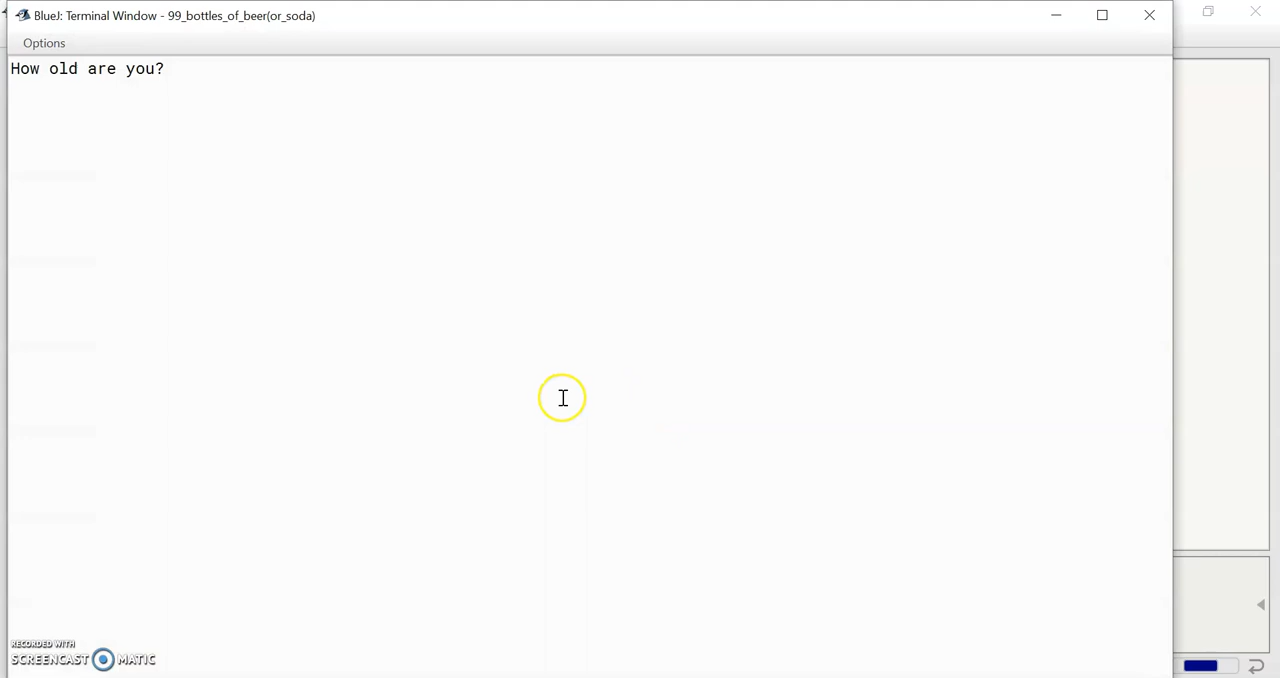 BlueJ: Terminal Window - 99_bottles_of_beer(or_soda)
Options
How old are you?
RECORDED WITH
SCREENCAST MATIC